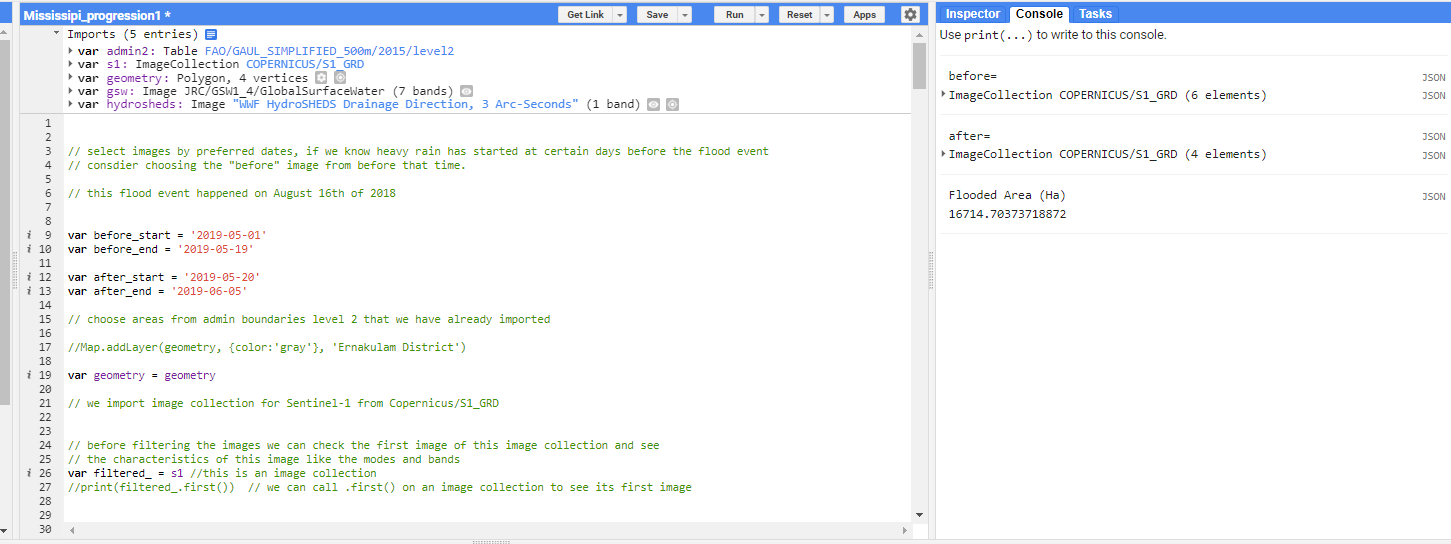 Mississipi_progression1 *
Get Link
Save
Run
Reset
Apps
Imports (5 entries)
var admin2: Table FAO/GAUL_SIMPLIFIED_500m/2015/level2
var s1: ImageCollection COPERNICUS/S1_GRD
var geometry: Polygon, 4 vertices
var gsw: Image JRC/GSW1_4/GlobalSurfaceWater (7 bands)
var hydrosheds: Image "WWF HydroSHEDS Drainage Direction, 3 Arc-Seconds" (1 band)
1
2
3 // select images by preferred dates, if we know heavy rain has started at certain days before the flood event
4 // consdier choosing the "before" image from before that time.
5
6 // this flood event happened on August 16th of 2018
7
8
i 9 var before_start = '2019-05-01'
i 10 var before_end = '2019-05-19'
11
i 12 var after_start = '2019-05-20'
i 13 var after_end = '2019-06-05'
14
15 // choose areas from admin boundaries level 2 that we have already imported
16
17 //Map.addLayer(geometry, {color:'gray'}, 'Ernakulam District')
18
i 19 var geometry = geometry
20
21 // we import image collection for Sentinel-1 from Copernicus/S1_GRD
22
23
24 // before filtering the images we can check the first image of this image collection and see
25 // the characteristics of this image like the modes and bands
i 26 var filtered_ = s1 //this is an image collection
27 //print(filtered_.first())  // we can call .first() on an image collection to see its first image
28
29
30
Inspector Console Tasks
Use print(...) to write to this console.
before= JSON
ImageCollection COPERNICUS/S1_GRD (6 elements) JSON
after= JSON
ImageCollection COPERNICUS/S1_GRD (4 elements) JSON
Flooded Area (Ha) JSON
16714.70373718872